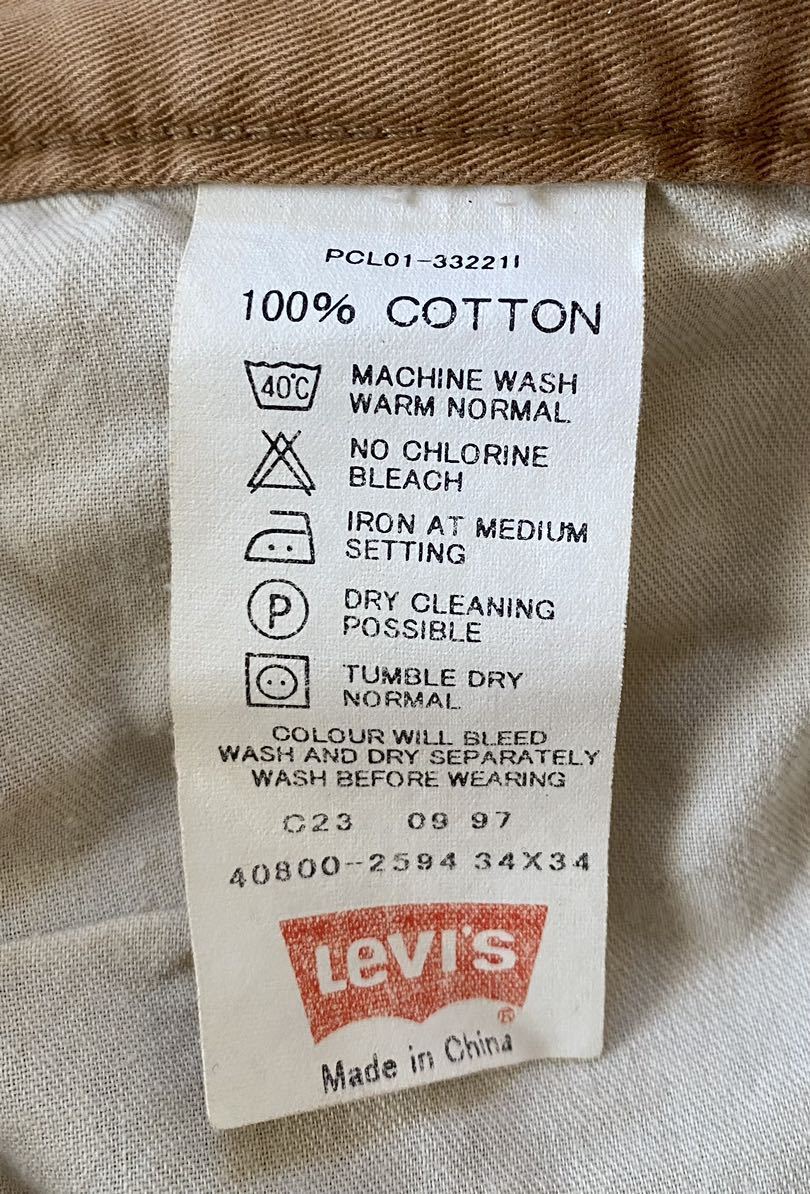 PCL01-33221I
100% COTTON
40°C MACHINE WASH
WARM NORMAL
NO CHLORINE
BLEACH
IRON AT MEDIUM
SETTING
P DRY CLEANING
POSSIBLE
TUMBLE DRY
NORMAL
COLOUR WILL BLEED
WASH AND DRY SEPARATELY
WASH BEFORE WEARING
C23 09 97
40800-2594 34X34
LEVI'S ®
Made in China